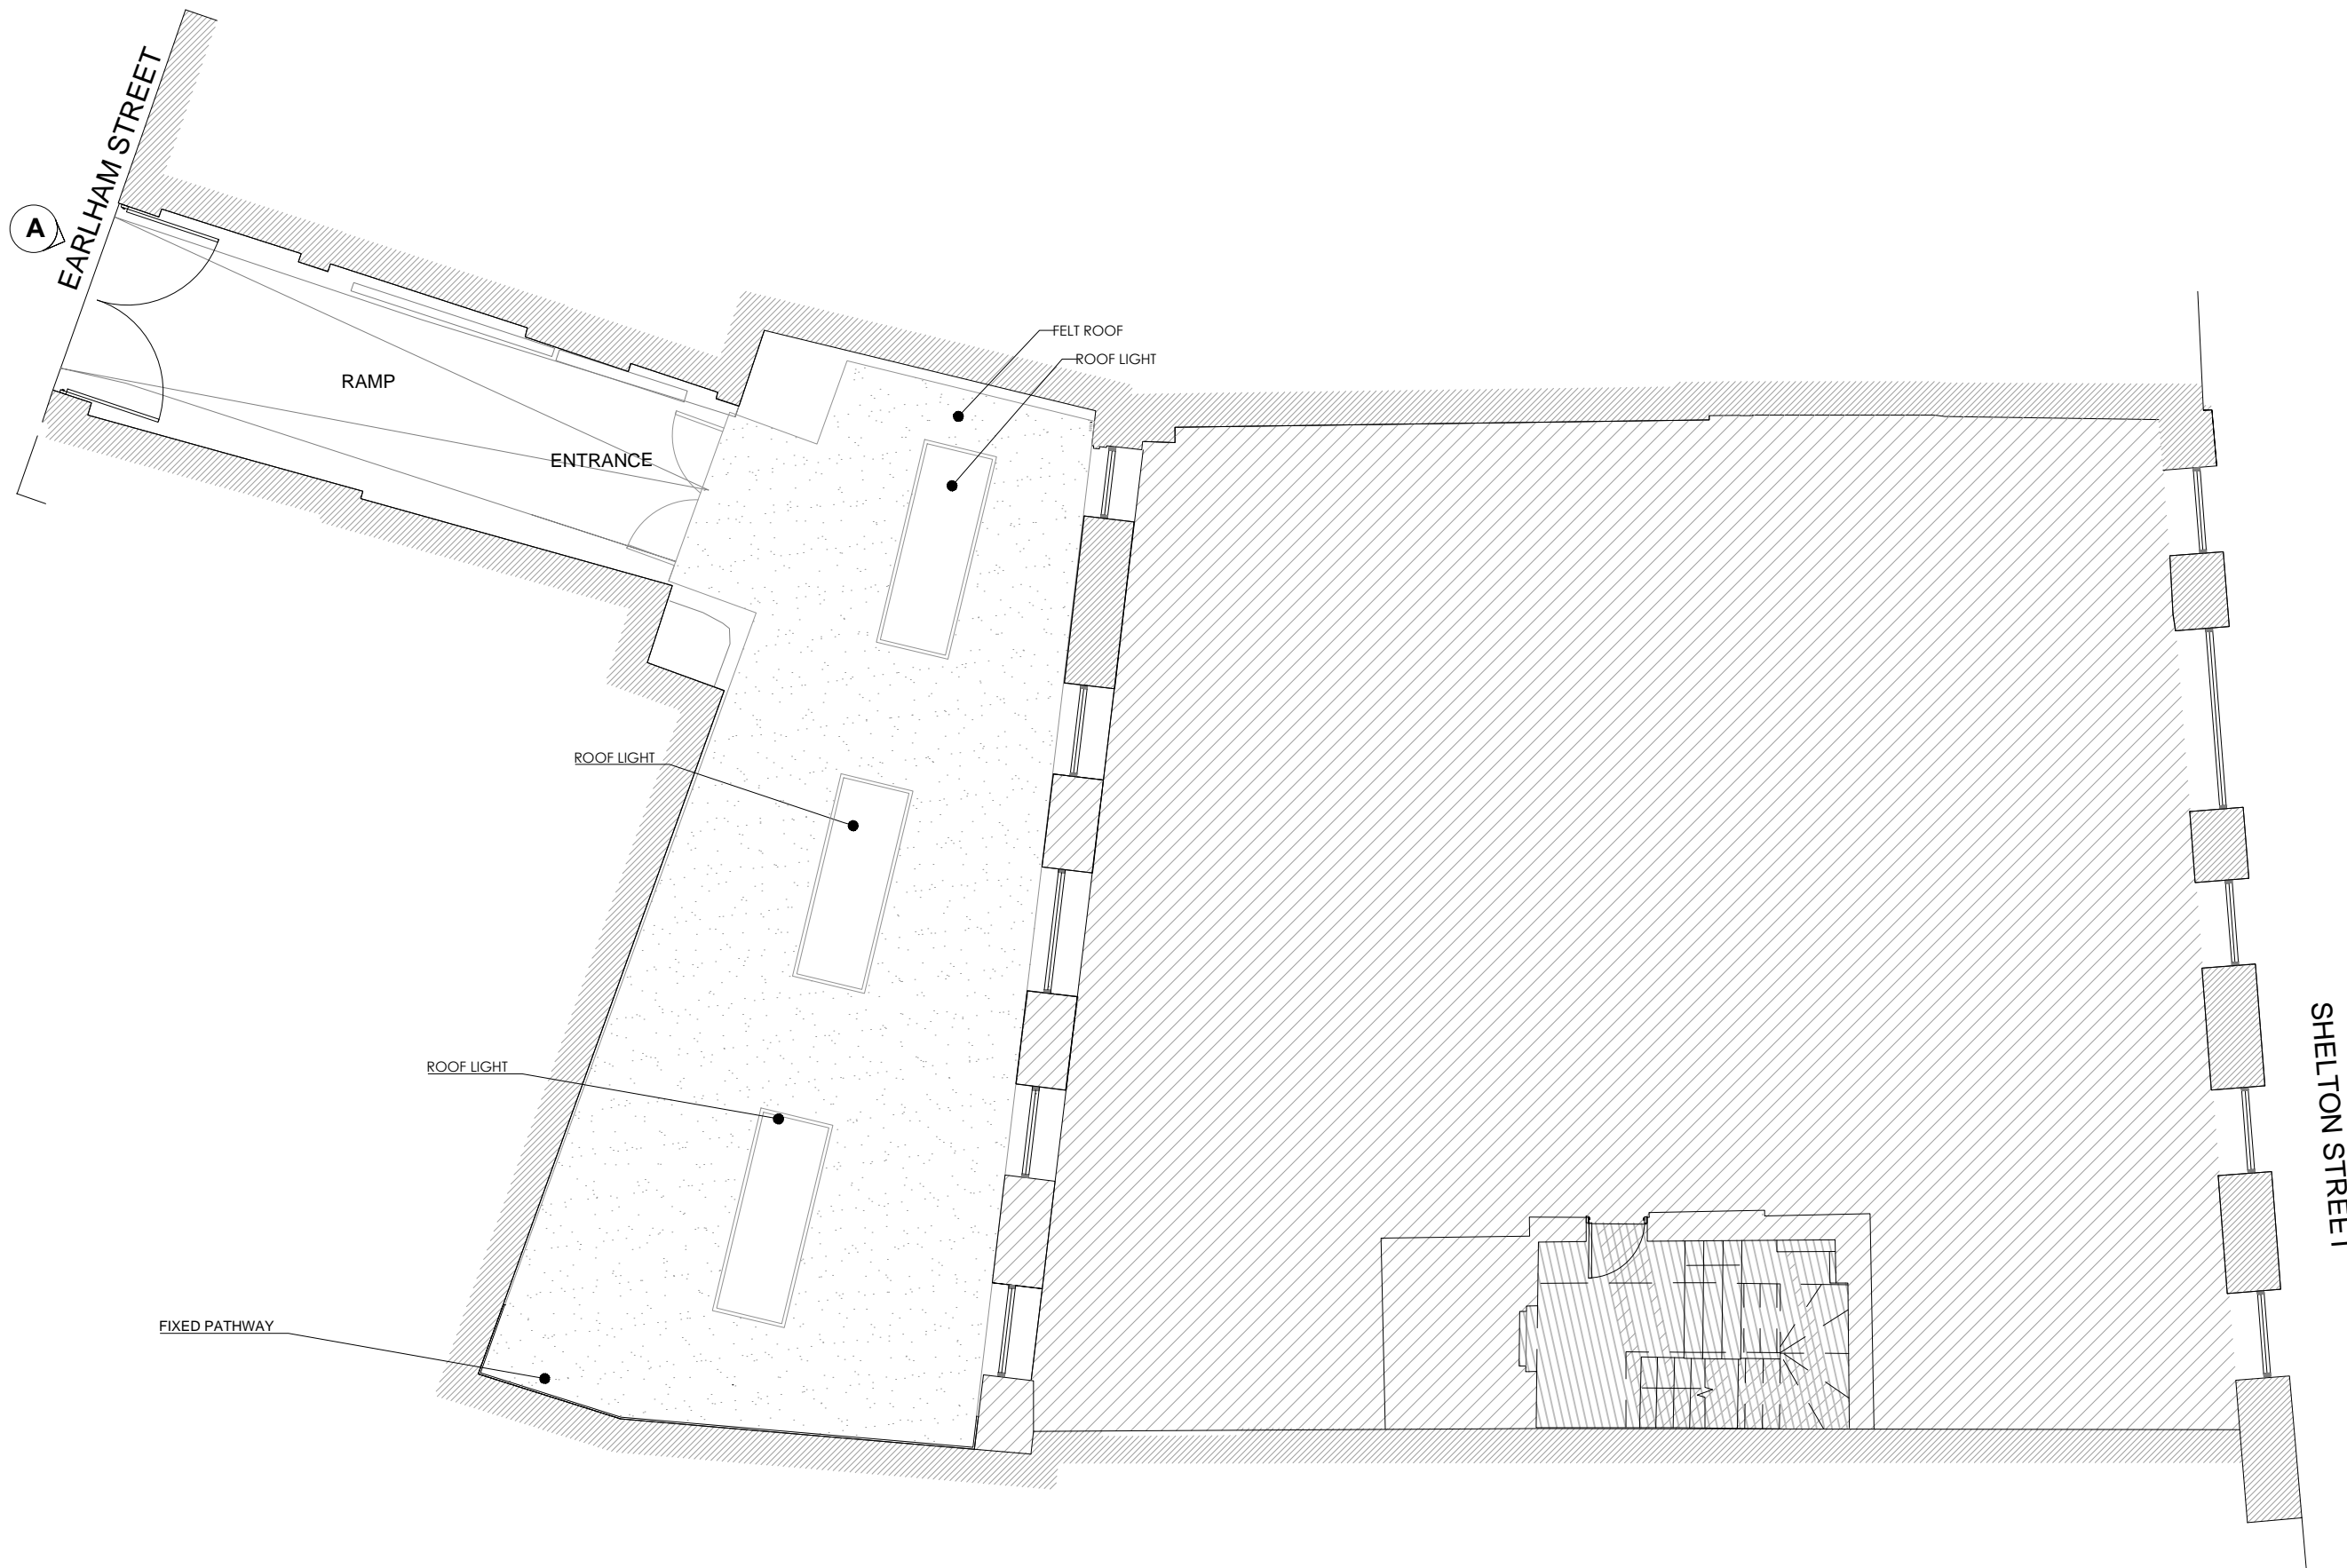 EARLHAM STREET
A
FELT ROOF
ROOF LIGHT
RAMP
ENTRANCE
ROOF LIGHT
ROOF LIGHT
SHELTON STREET
FIXED PATHWAY